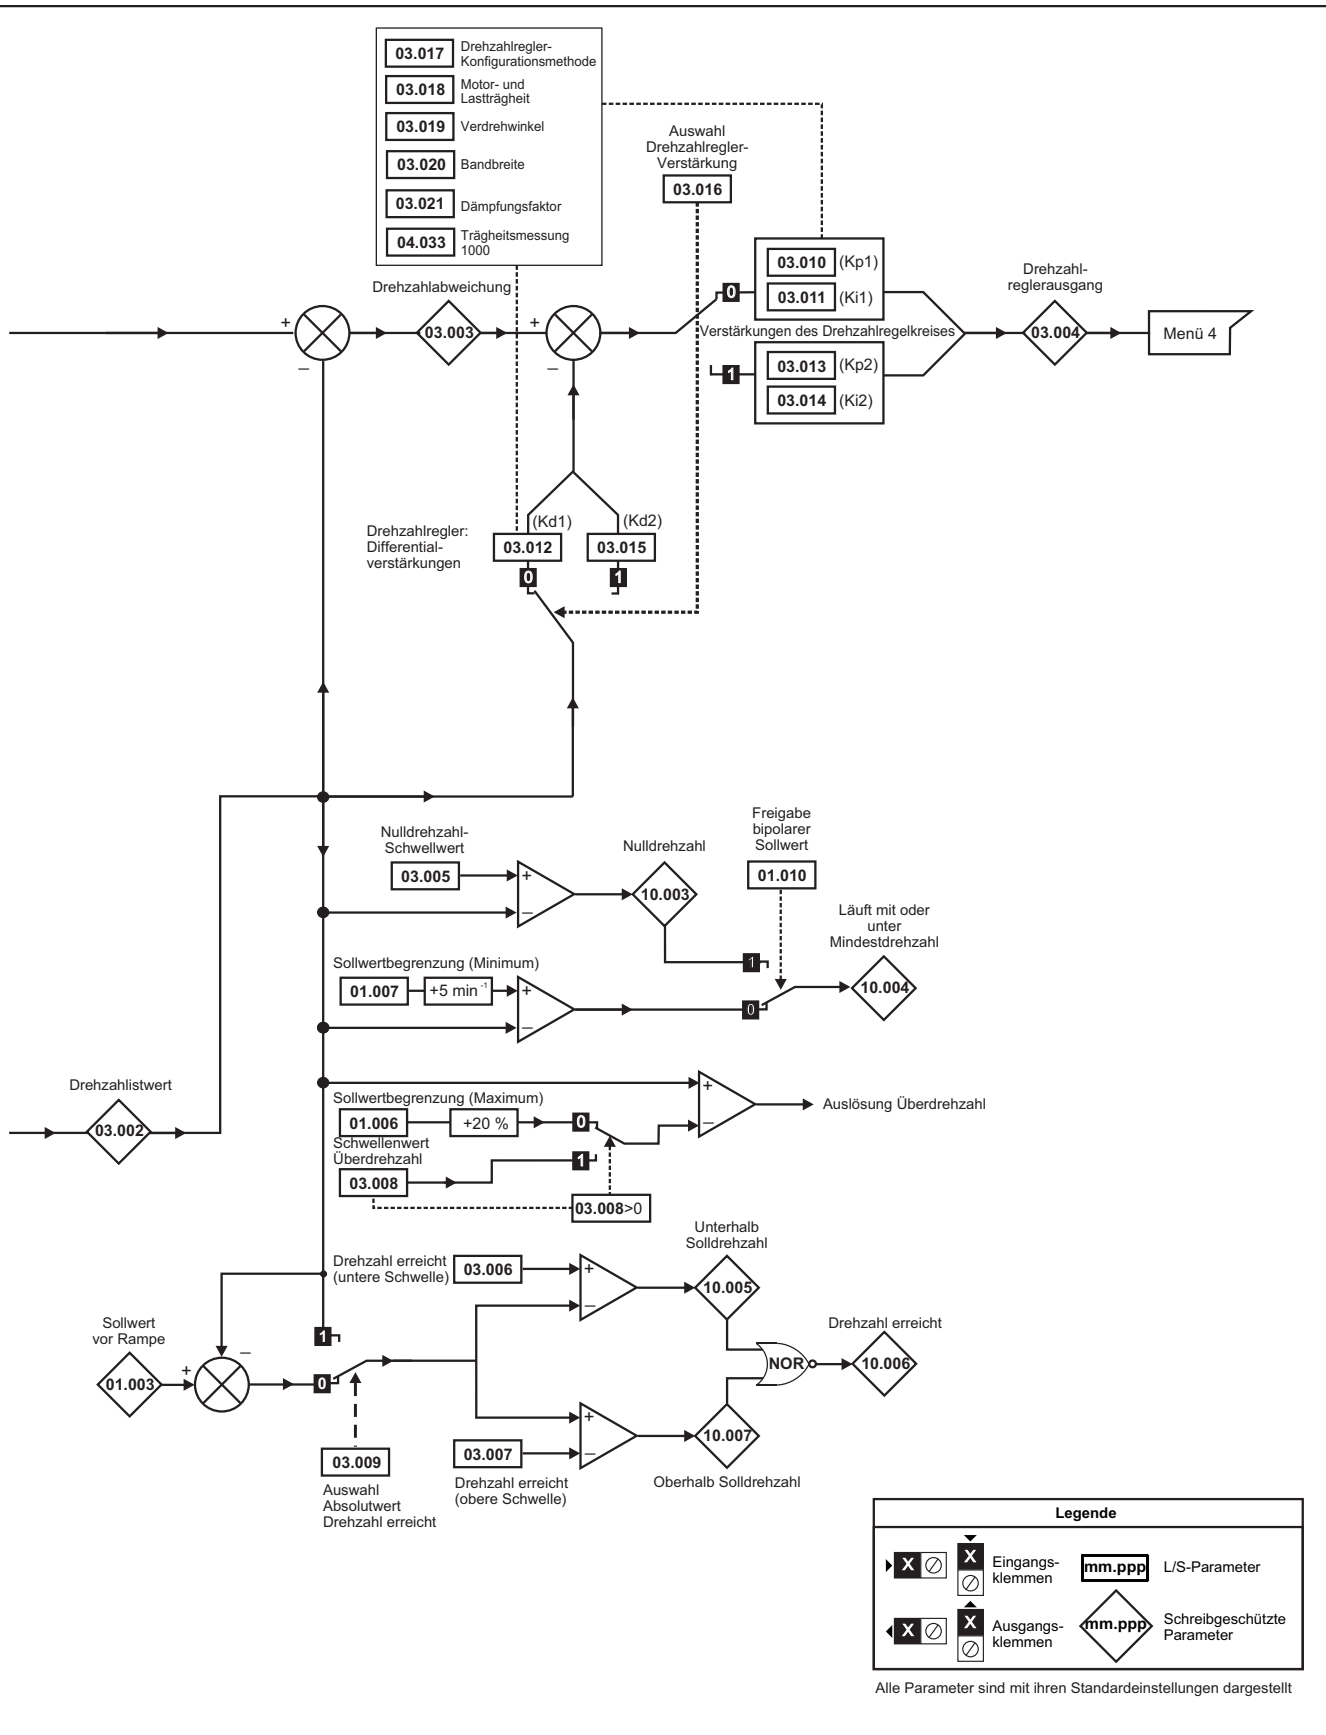 03.017
Drehzahlregler-
Konfigurationsmethode
03.018
Motor- und
Lastträgheit
03.019
Verdrehwinkel
03.020
Bandbreite
03.021
Dämpfungsfaktor
04.033
Trägheitsmessung
1000
Auswahl
Drehzahlregler-
Verstärkung
03.016
Drehzahlabweichung
+
03.003
–
+
–
0
03.010 (Kp1)
03.011 (Ki1)
Verstärkungen des Drehzahlregelkreises
1
03.013 (Kp2)
03.014 (Ki2)
Drehzahl-
reglerausgang
03.004
Menü 4
Drehzahlregler:
Differential-
verstärkungen
(Kd1)
(Kd2)
03.012
03.015
0
1
Nulldrehzahl-
Schwellwert
03.005
+
–
Nulldrehzahl
10.003
Freigabe
bipolarer
Sollwert
01.010
Läuft mit oder
unter
Mindestdrehzahl
1
10.004
Sollwertbegrenzung (Minimum)
01.007
+5 min⁻¹
+
–
0
Drehzahlistwert
03.002
Sollwertbegrenzung (Maximum)
01.006
+20 %
0
+
–
Auslösung Überdrehzahl
Schwellenwert
Überdrehzahl
1
03.008
03.008>0
Drehzahl erreicht
(untere Schwelle)
03.006
+
–
Unterhalb
Solldrehzahl
10.005
Sollwert
vor Rampe
01.003
+
–
1
0
NOR
Drehzahl erreicht
10.006
03.009
Auswahl
Absolutwert
Drehzahl erreicht
03.007
Drehzahl erreicht
(obere Schwelle)
+
–
10.007
Oberhalb Solldrehzahl
Legende
X
X
Eingangs-
klemmen
mm.ppp
L/S-Parameter
X
X
Ausgangs-
klemmen
mm.ppp
Schreibgeschützte
Parameter
Alle Parameter sind mit ihren Standardeinstellungen dargestellt